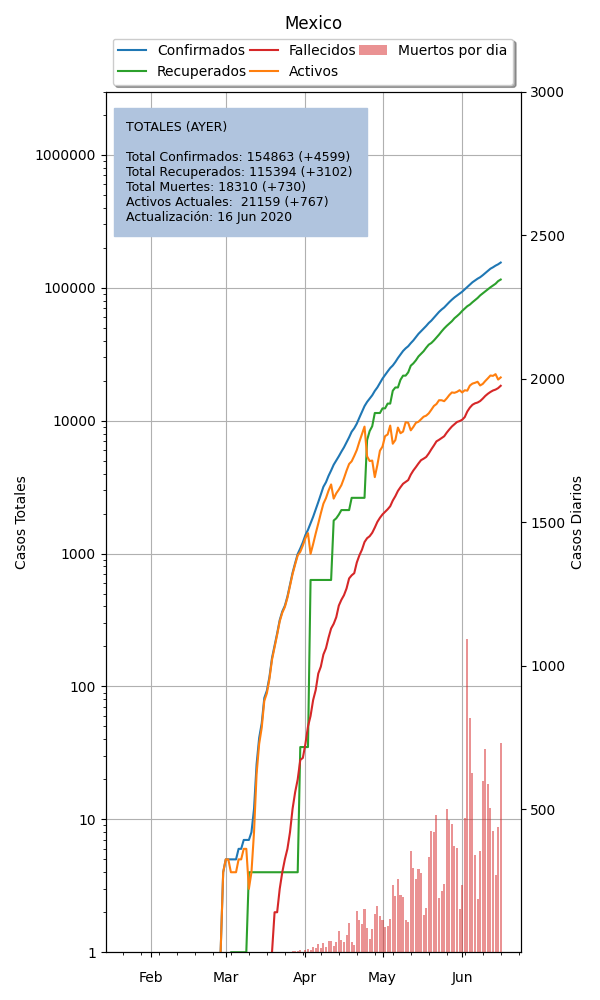 Mexico
Confirmados
Recuperados
Fallecidos
Activos
Muertos por dia
TOTALES (AYER)
Total Confirmados: 154863 (+4599)
Total Recuperados: 115394 (+3102)
Total Muertes: 18310 (+730)
Activos Actuales:  21159 (+767)
Actualización: 16 Jun 2020
Casos Totales
1000000
100000
10000
1000
100
10
1
Casos Diarios
3000
2500
2000
1500
1000
500
Feb
Mar
Apr
May
Jun